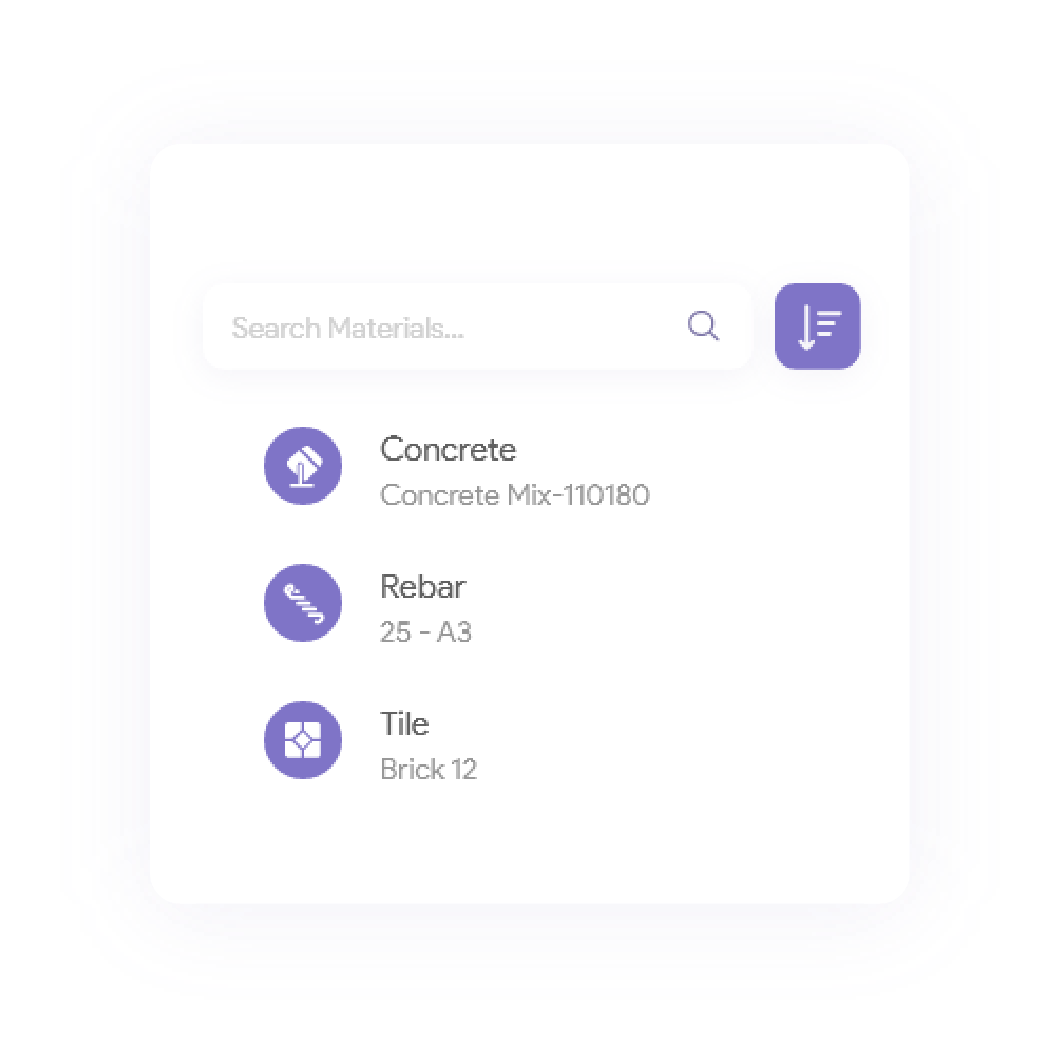 Search Materials...
Concrete
Concrete Mix-110180
Rebar
25 - A3
Tile
Brick 12